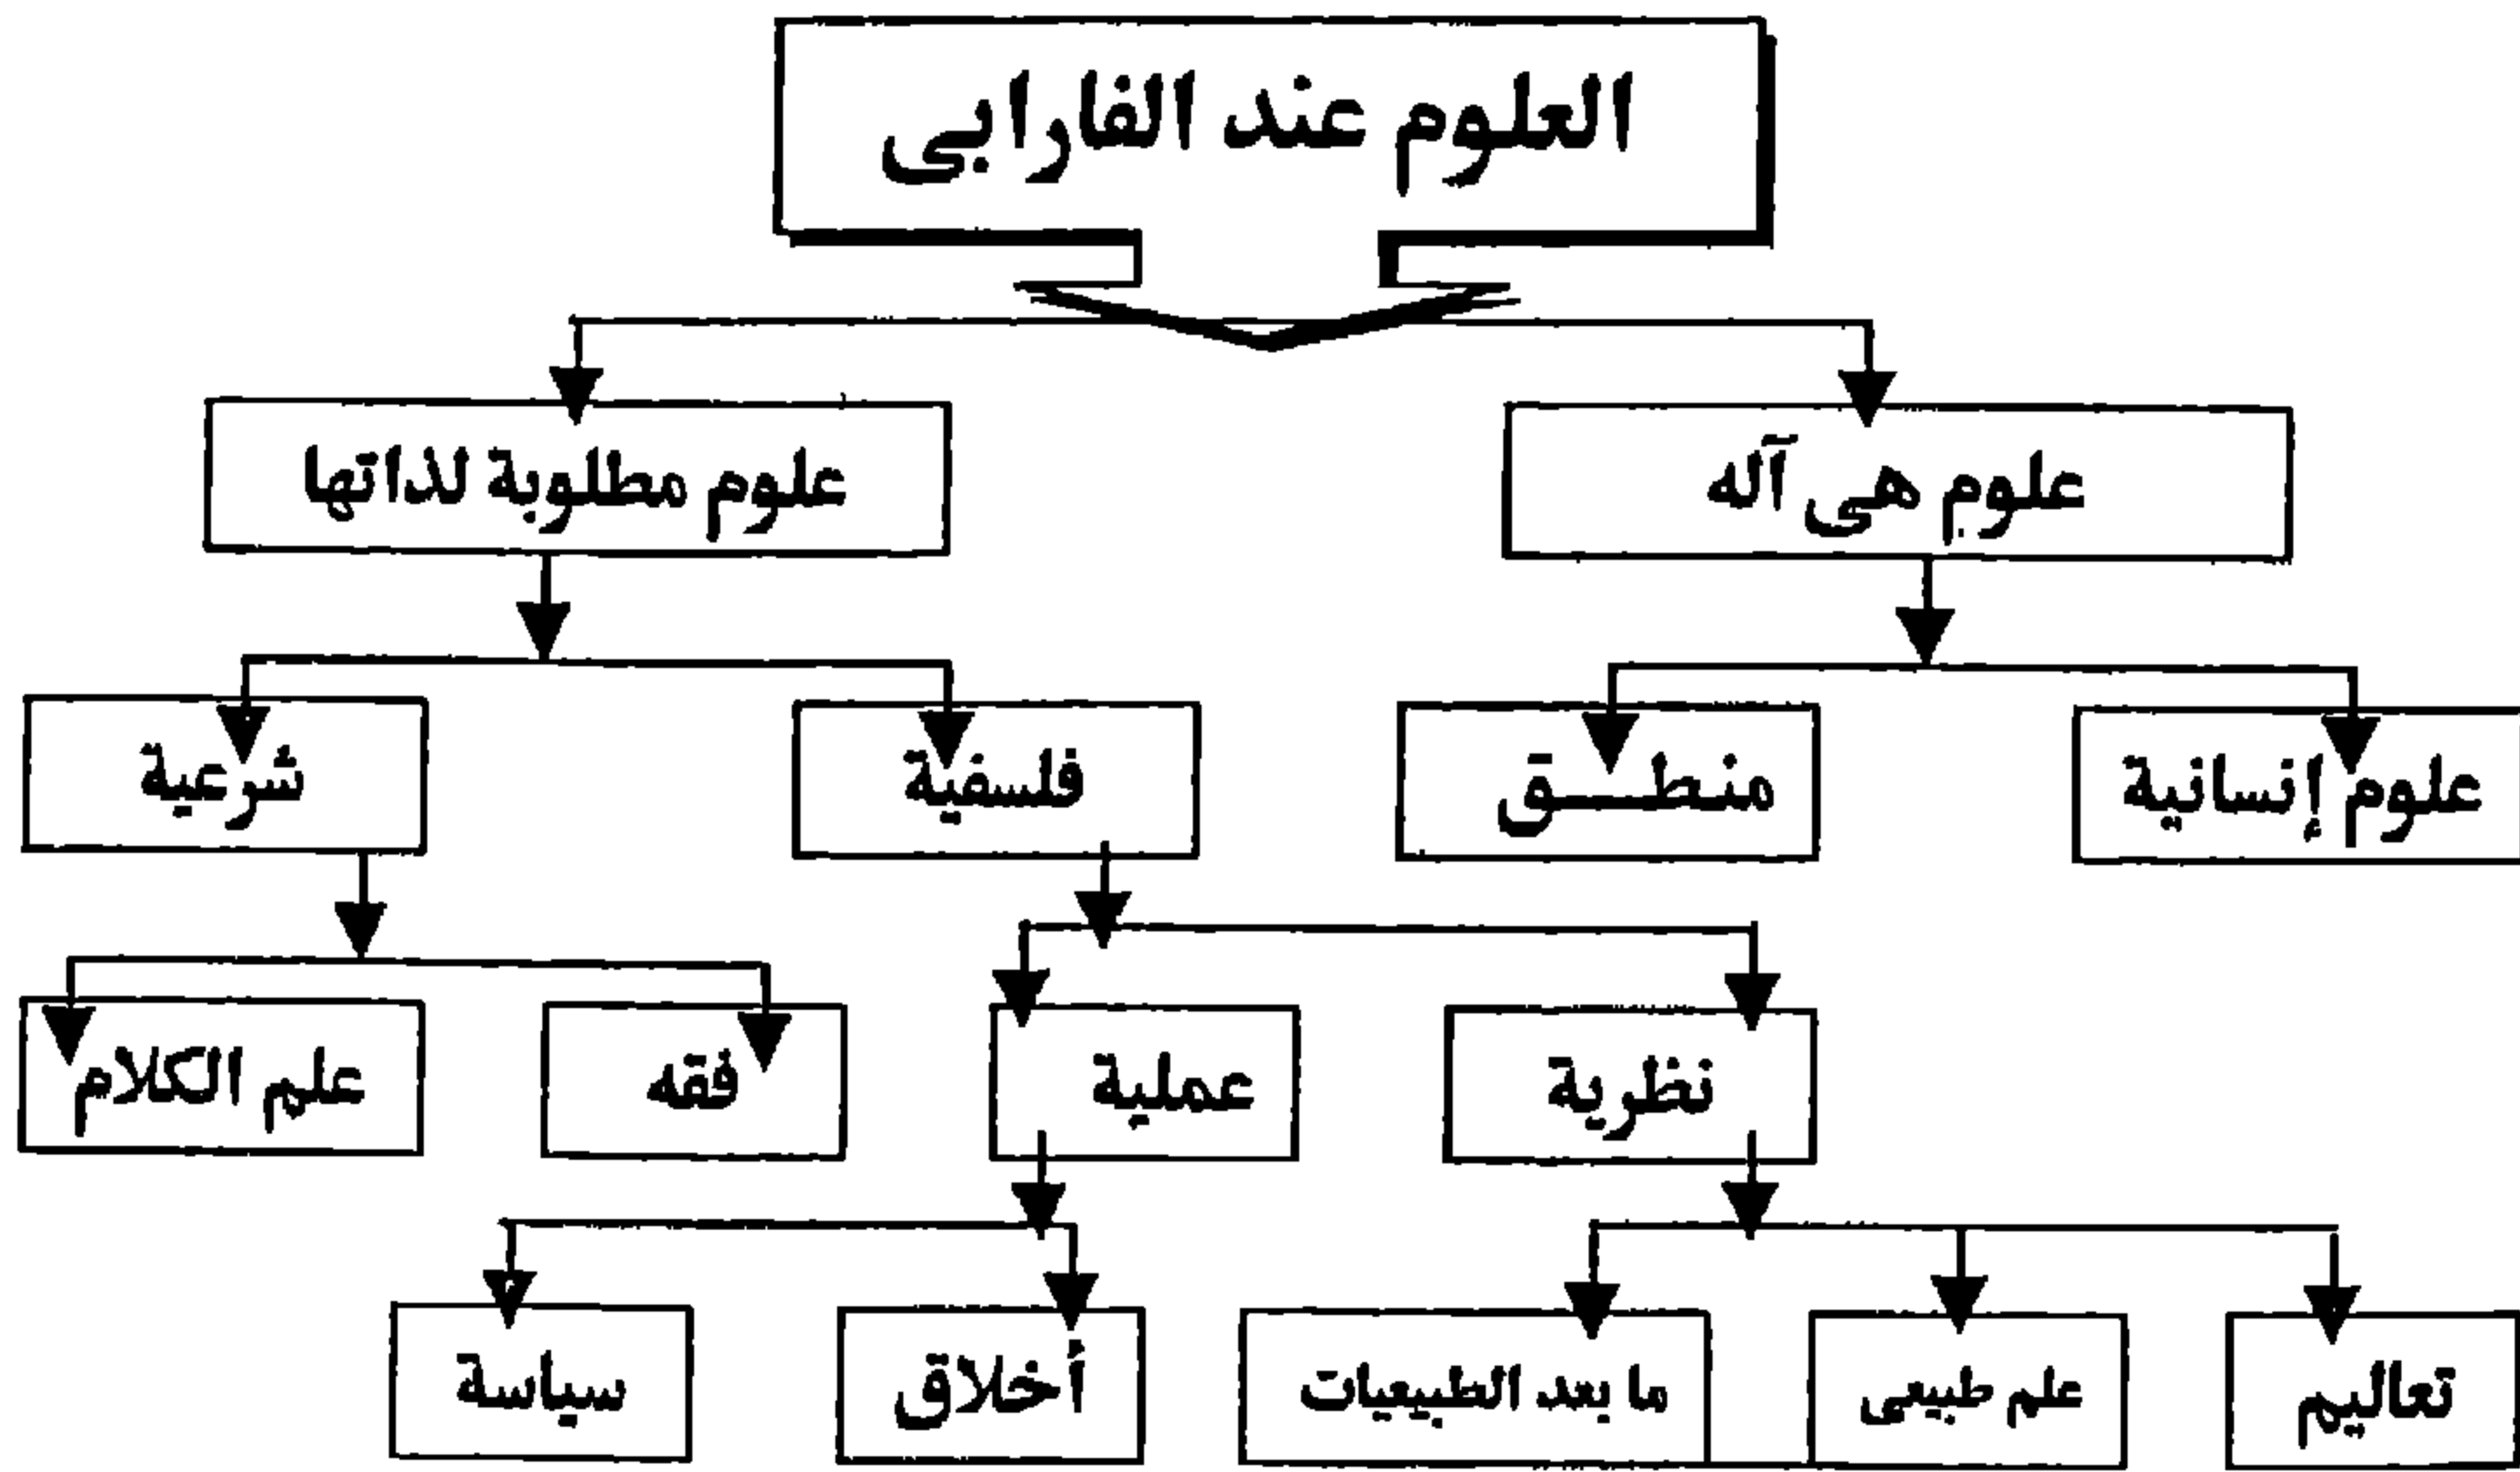 العلوم عند الفارابى
علوم هى آله
علوم مطلوبة لذاتها
علوم إنسانية
منطق
فلسفية
شرعية
نظرية
عملية
فقه
علم الكلام
تعاليم
علم طبيعى
ما بعد الطبيعيات
أخلاق
سياسة